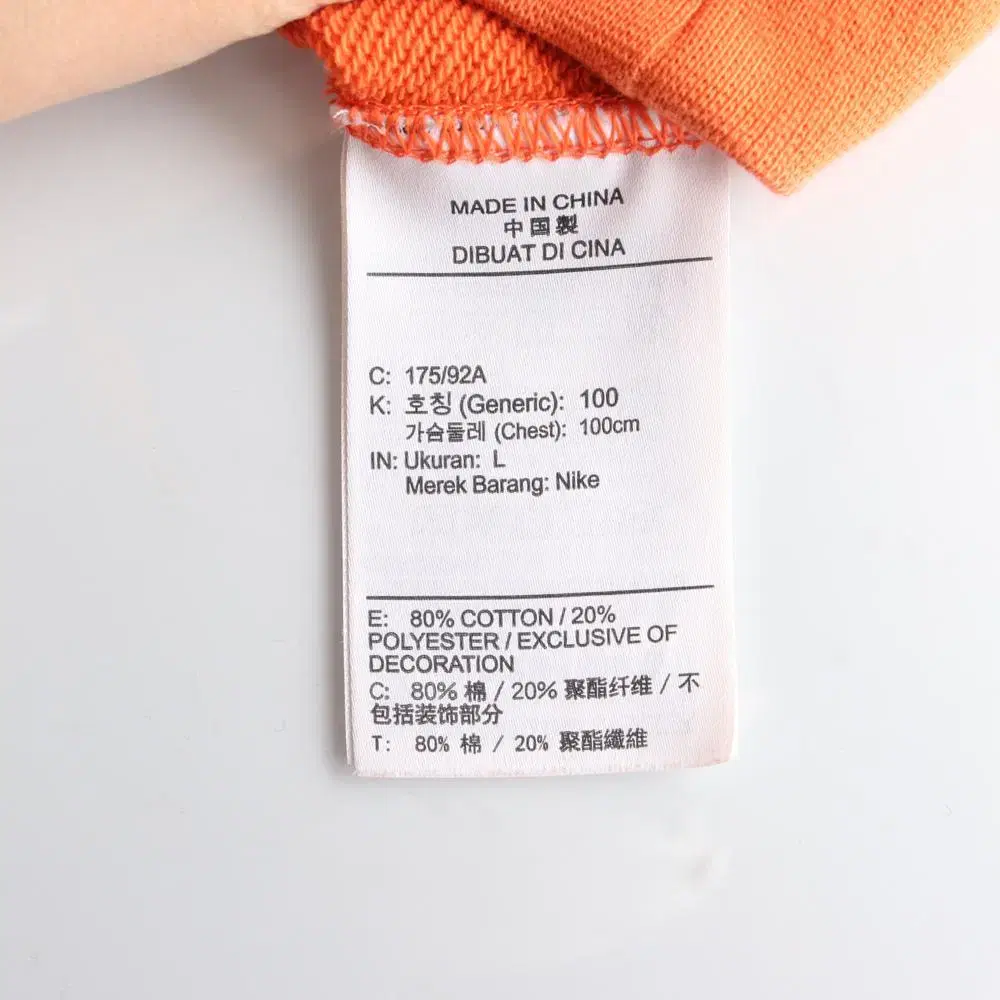 MADE IN CHINA
中国製
DIBUAT DI CINA
C: 175/92A
K: 호칭 (Generic): 100
가슴둘레 (Chest): 100cm
IN: Ukuran: L
Merek Barang: Nike
E: 80% COTTON / 20%
POLYESTER / EXCLUSIVE OF
DECORATION
C: 80% 棉 / 20% 聚酯纤维 / 不
包括装饰部分
T: 80% 棉 / 20% 聚酯纖維